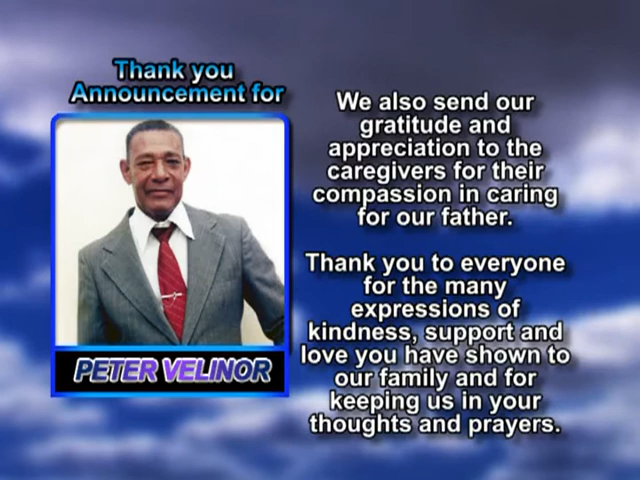 Thank you
Announcement for
PETER VELINOR
We also send our
gratitude and
appreciation to the
caregivers for their
compassion in caring
for our father.
Thank you to everyone
for the many
expressions of
kindness, support and
love you have shown to
our family and for
keeping us in your
thoughts and prayers.